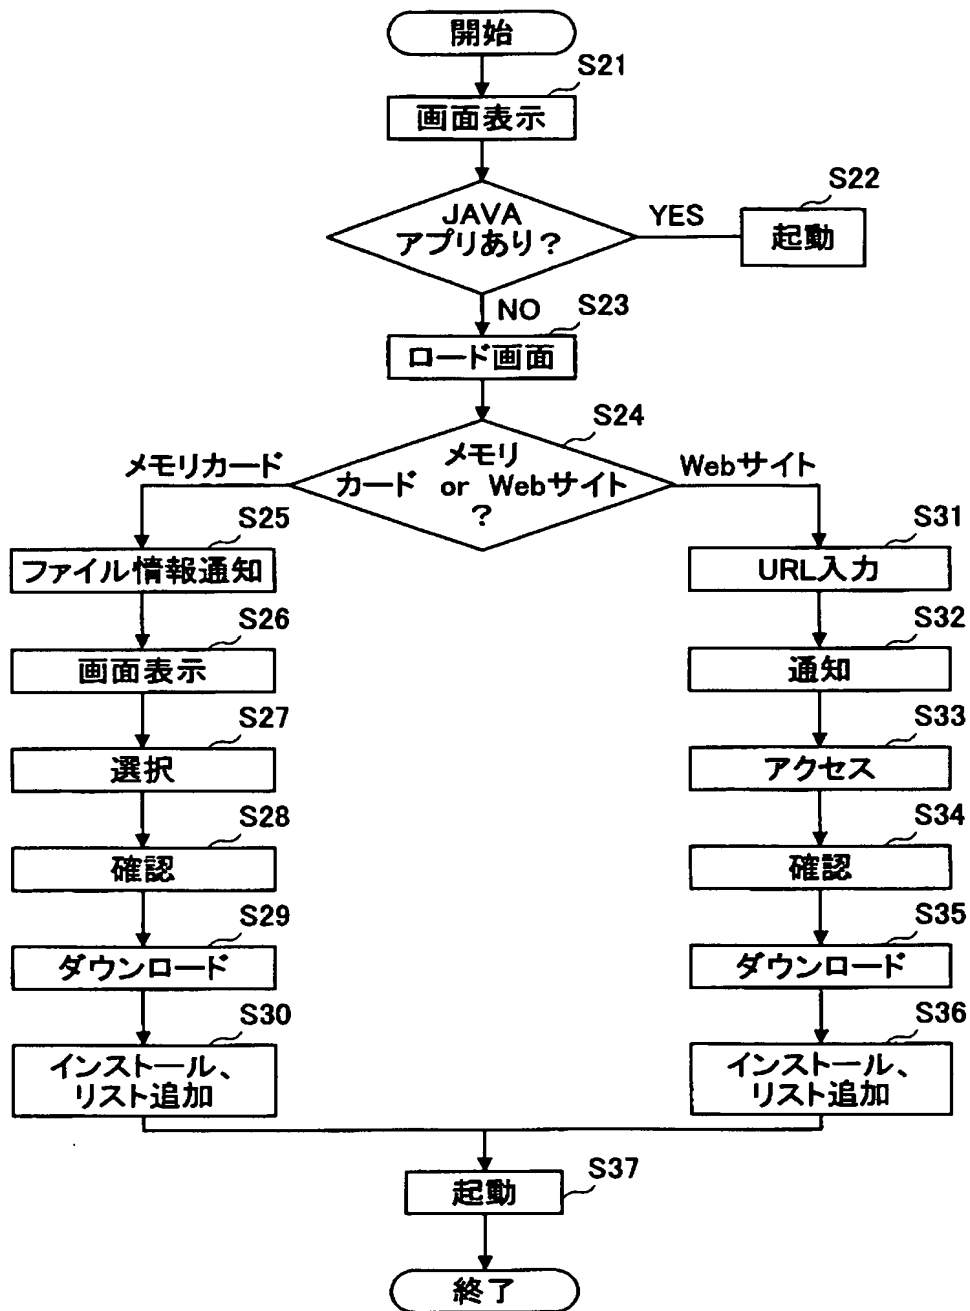 開始
S21
画面表示
JAVA
アプリあり?
YES
S22
起動
NO
S23
ロード画面
S24
メモリ
カード or Webサイト
?
メモリカード
Webサイト
S25
ファイル情報通知
S26
画面表示
S27
選択
S28
確認
S29
ダウンロード
S30
インストール、
リスト追加
S31
URL入力
S32
通知
S33
アクセス
S34
確認
S35
ダウンロード
S36
インストール、
リスト追加
S37
起動
終了